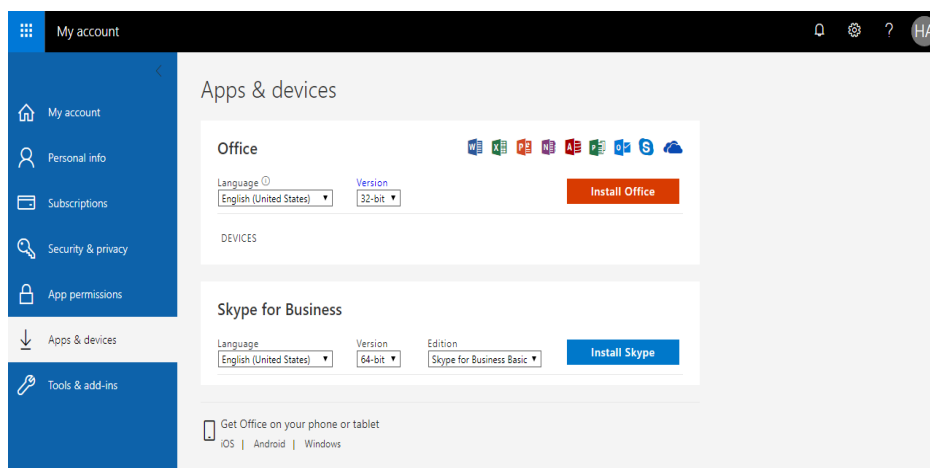 My account
?
HA
My account
Personal info
Subscriptions
Security & privacy
App permissions
Apps & devices
Tools & add-ins
Apps & devices
Office
W X P N A P O S
Language Version
English (United States) 32-bit
Install Office
DEVICES
Skype for Business
Language Version Edition
English (United States) 64-bit Skype for Business Basic
Install Skype
Get Office on your phone or tablet
iOS | Android | Windows